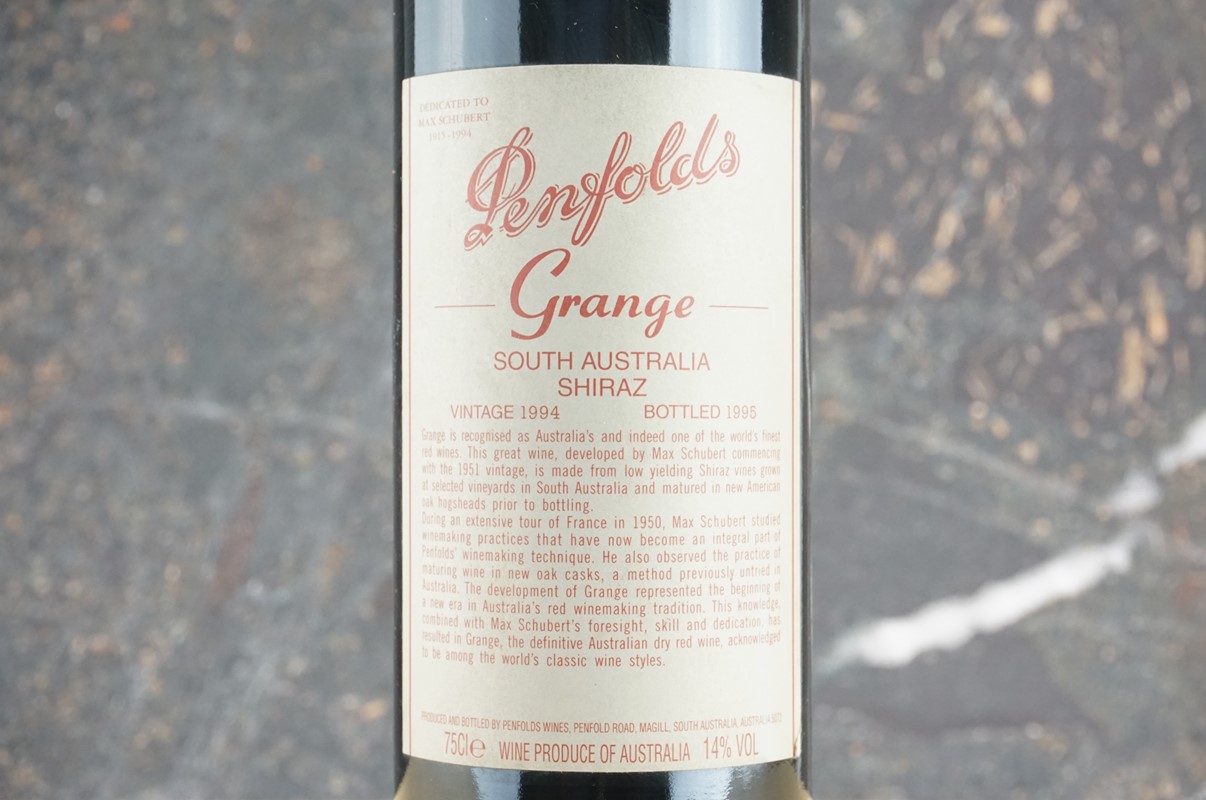 DEDICATED TO
MAX SCHUBERT
1915-1994
Penfolds
Grange
SOUTH AUSTRALIA
SHIRAZ
VINTAGE 1994 BOTTLED 1995
Grange is recognised as Australia's and indeed one of the world's finest
red wines. This great wine, developed by Max Schubert commencing
with the 1951 vintage, is made from low yielding Shiraz vines grown
at selected vineyards in South Australia and matured in new American
oak hogsheads prior to bottling.
During an extensive tour of France in 1950, Max Schubert studied
winemaking practices that have now become an integral part of
Penfolds' winemaking technique. He also observed the practice of
maturing wine in new oak casks, a method previously untried in
Australia. The development of Grange represented the beginning of
a new era in Australia's red winemaking tradition. This knowledge,
combined with Max Schubert's foresight, skill and dedication, has
resulted in Grange, the definitive Australian dry red wine, acknowledged
to be among the world's classic wine styles.
PRODUCED AND BOTTLED BY PENFOLDS WINES, PENFOLD ROAD, MAGILL, SOUTH AUSTRALIA, AUSTRALIA 5072
75Cl e WINE PRODUCE OF AUSTRALIA 14% VOL